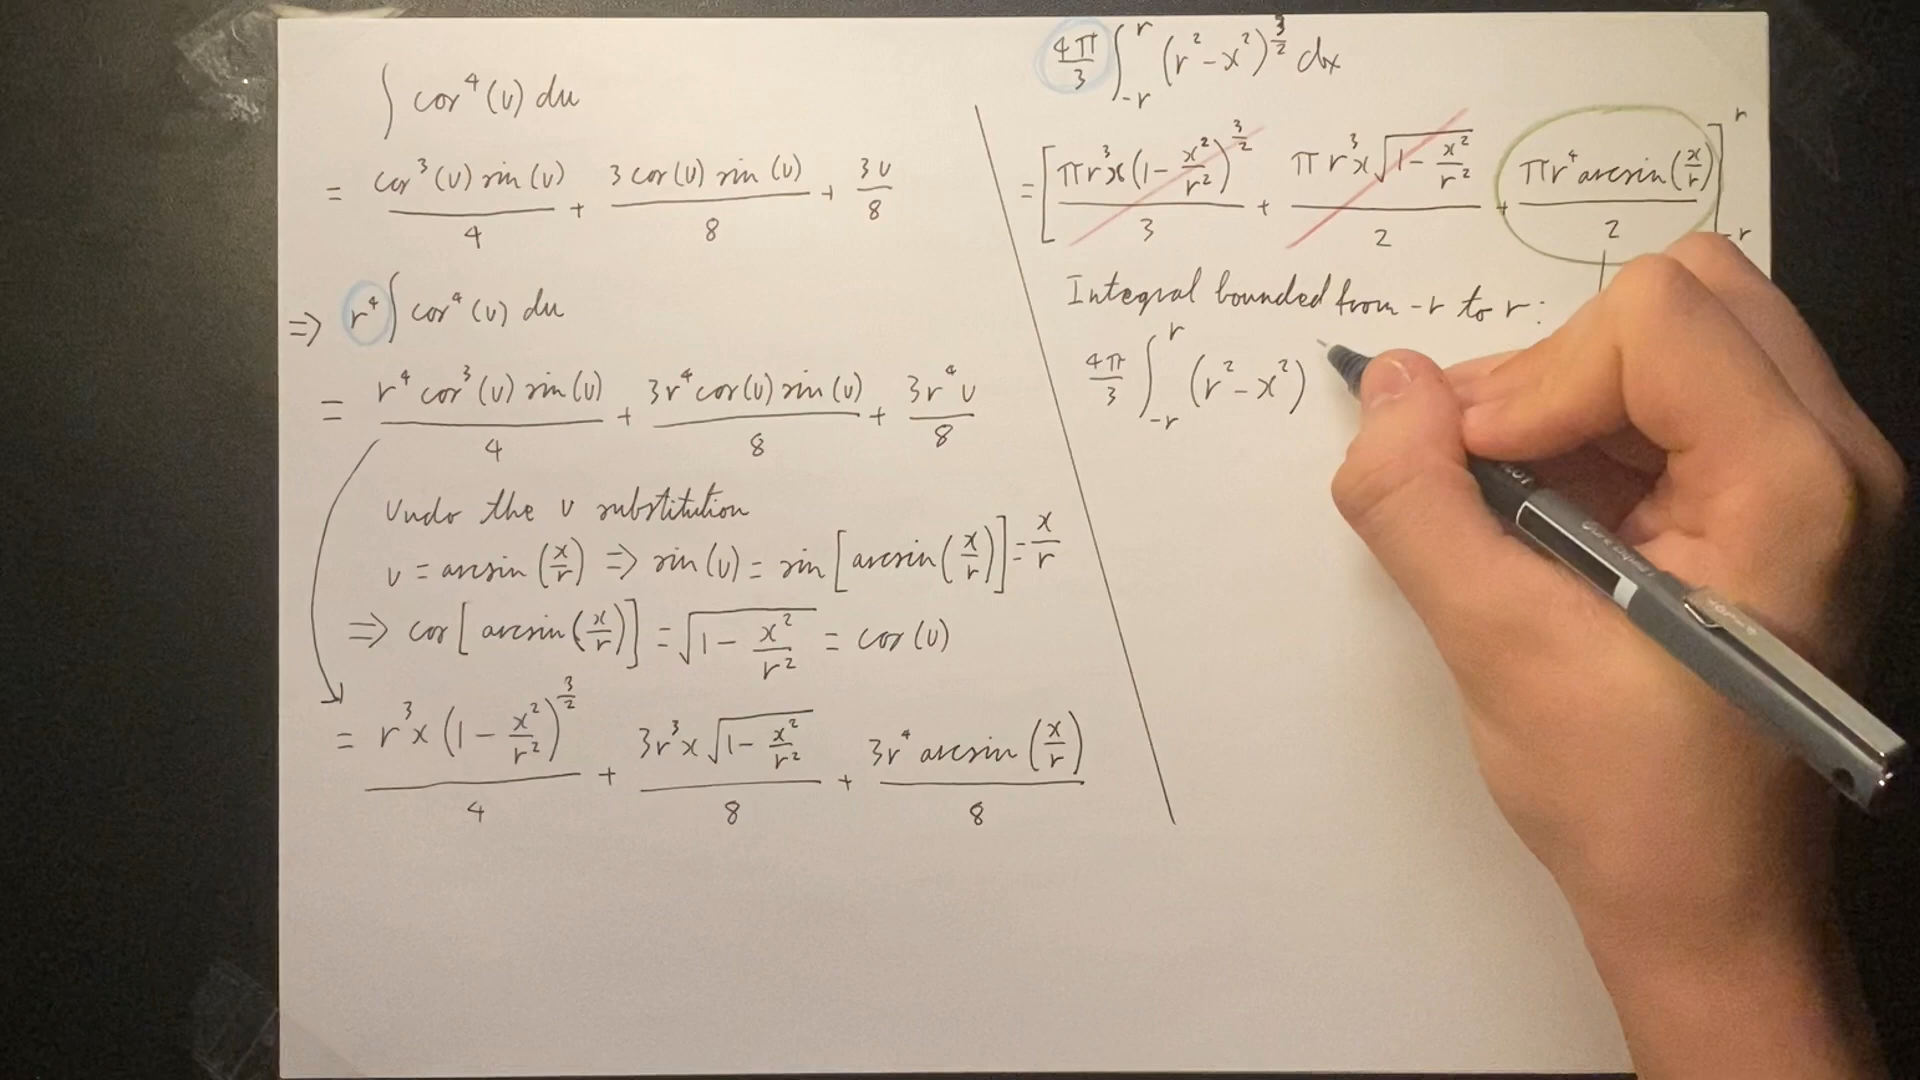 ∫ cos⁴(u) du
= cos³(u) sin(u)/4 + 3 cos(u) sin(u)/8 + 3u/8
⇒ r⁴ ∫ cos⁴(u) du
= r⁴ cos³(u) sin(u)/4 + 3r⁴ cos(u) sin(u)/8 + 3r⁴ u/8
Undo the u substitution
u = arcsin(x/r) ⇒ sin(u) = sin[arcsin(x/r)] = x/r
⇒ cos[arcsin(x/r)] = √(1 - x²/r²) = cos(u)
= r³x(1 - x²/r²)^(3/2)/4 + 3r³x√(1 - x²/r²)/8 + 3r⁴ arcsin(x/r)/8
4π/3 ∫_{-r}^{r} (r² - x²)^(3/2) dx
= [πr³x(1 - x²/r²)^(3/2)/3 + πr³x√(1 - x²/r²)/2 + πr⁴ arcsin(x/r)/2]_{-r}^{r}
Integral bounded from -r to r:
4π/3 ∫_{-r}^{r} (r² - x²)